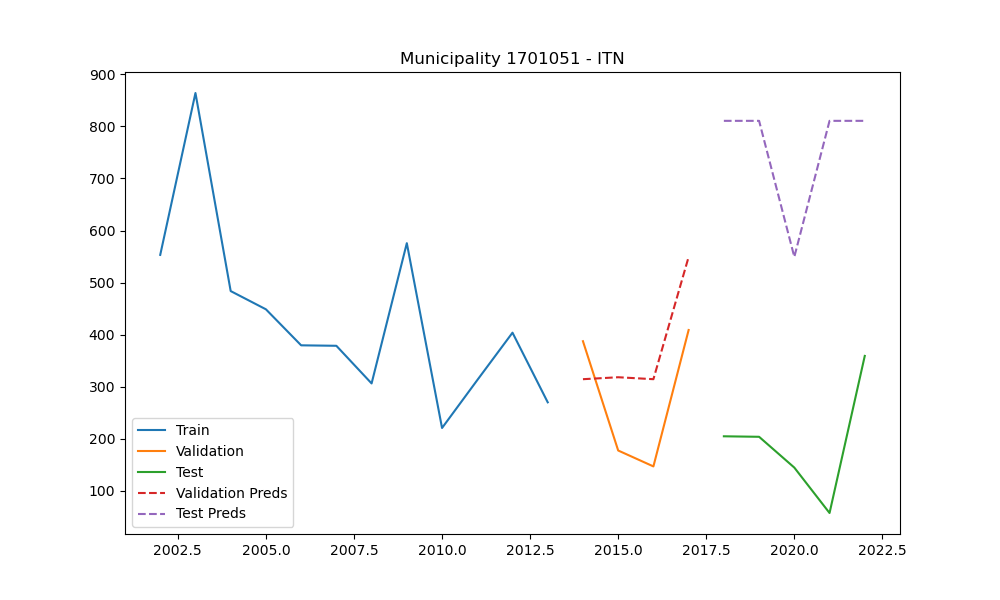 Municipality 1701051 - ITN
900
800
700
600
500
400
300
200
100
Train
Validation
Test
Validation Preds
Test Preds
2002.5 2005.0 2007.5 2010.0 2012.5 2015.0 2017.5 2020.0 2022.5